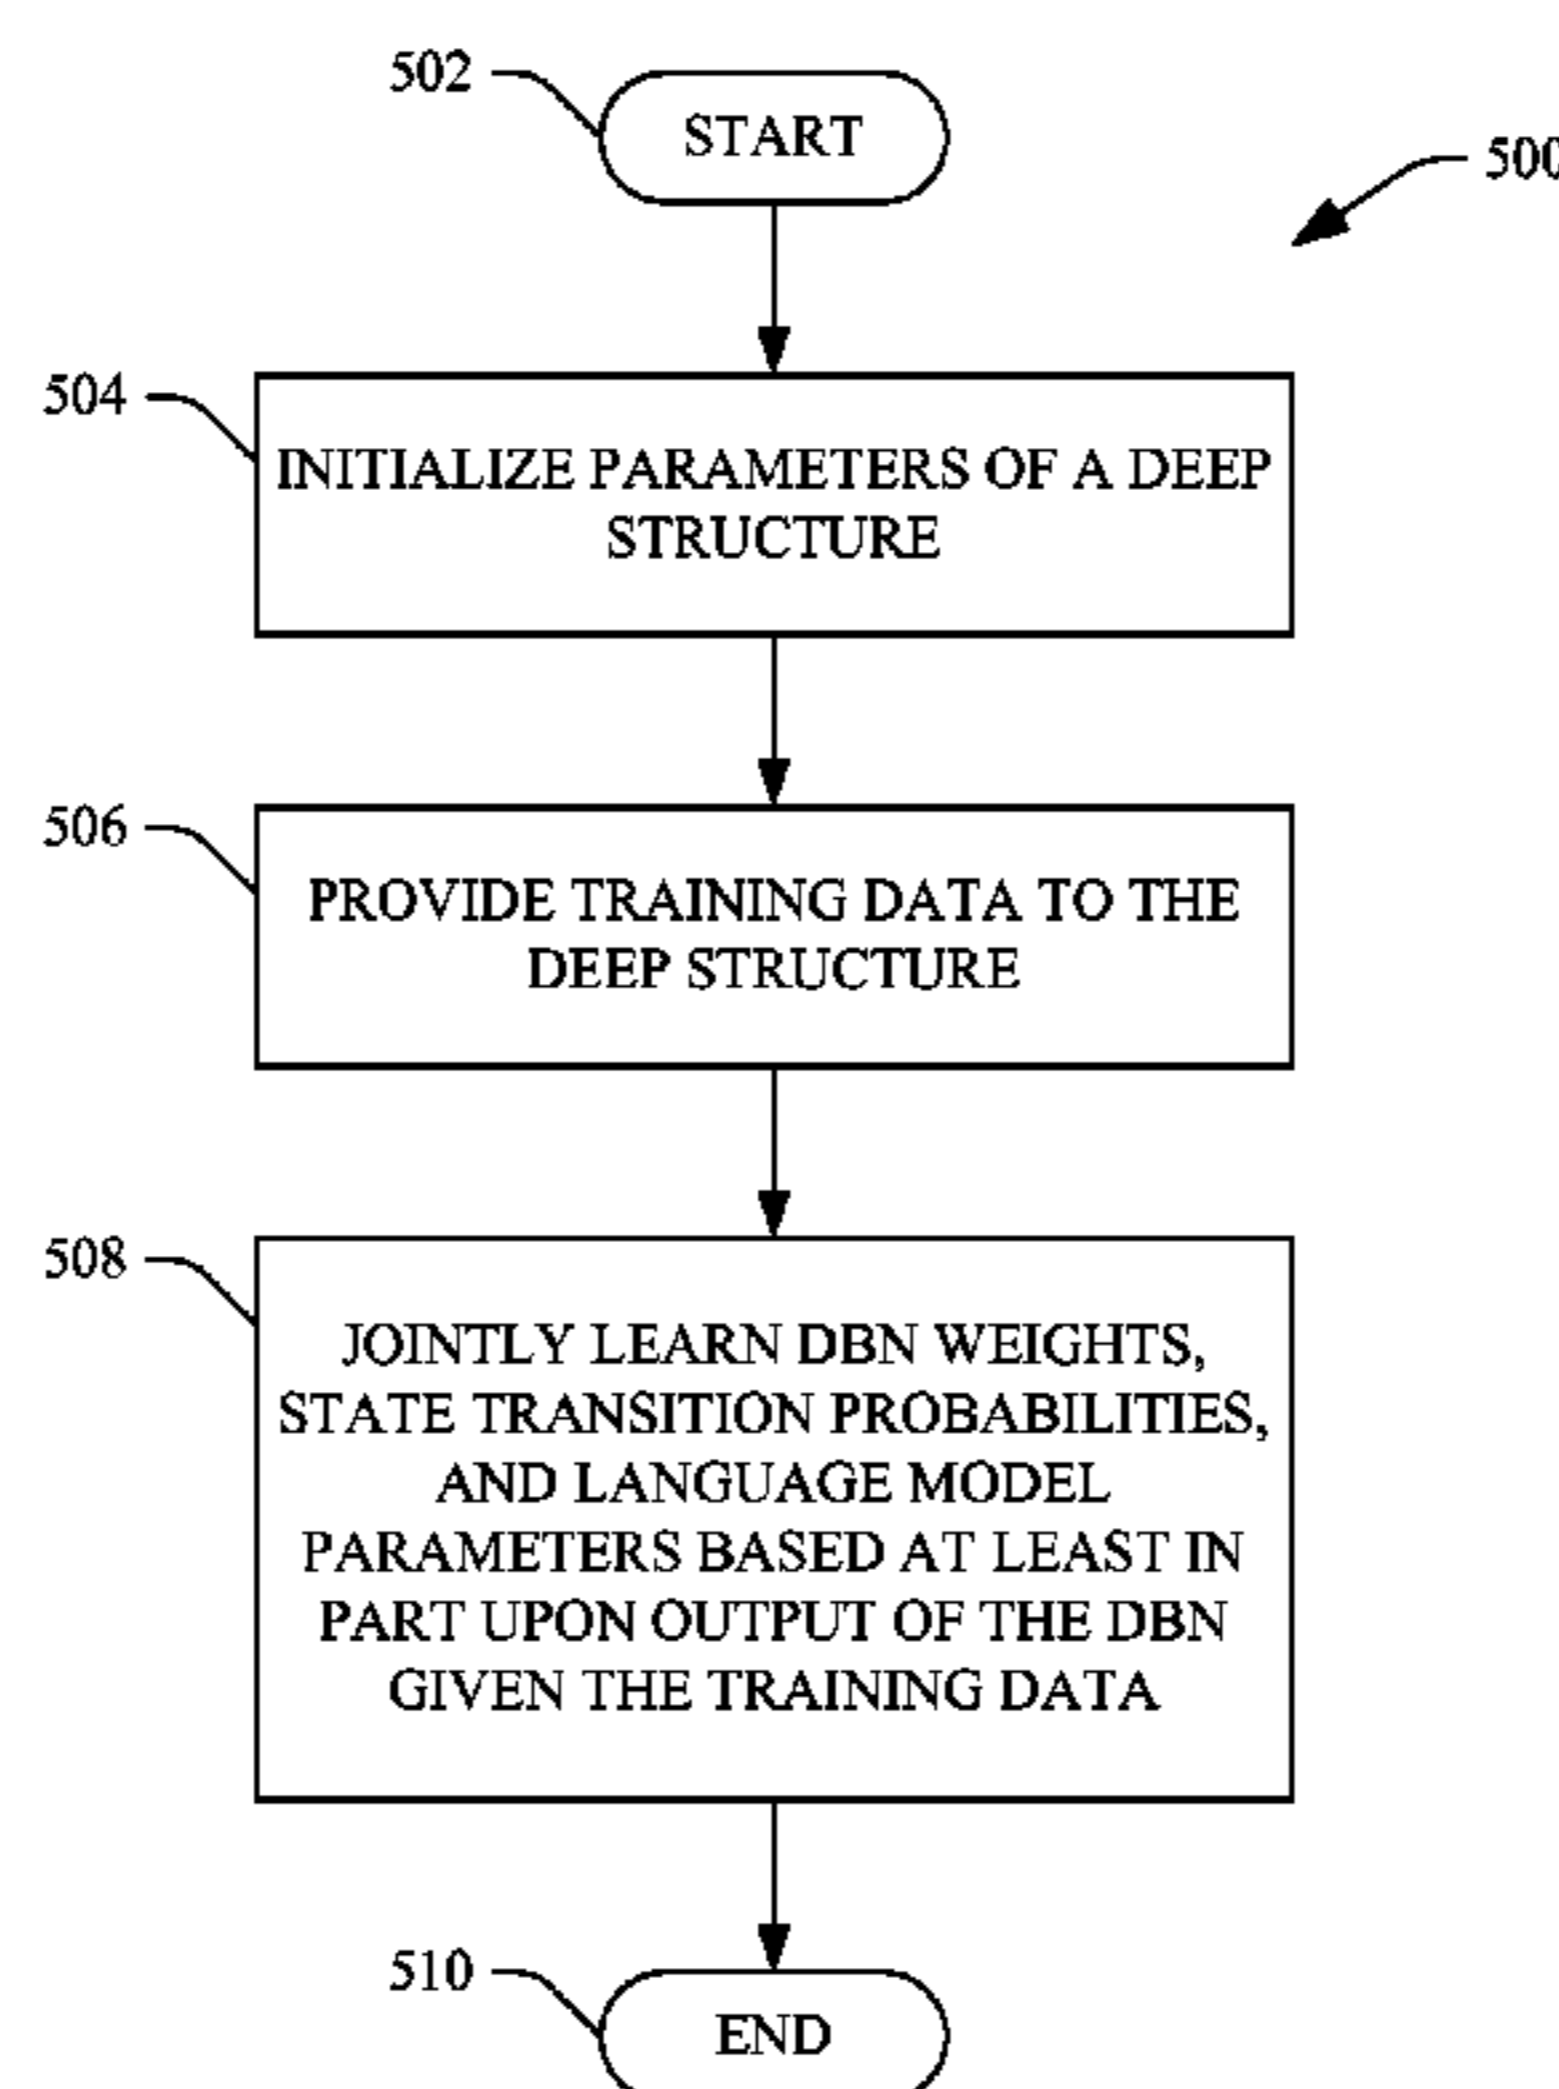 502
START
500
504
INITIALIZE PARAMETERS OF A DEEP
STRUCTURE
506
PROVIDE TRAINING DATA TO THE
DEEP STRUCTURE
508
JOINTLY LEARN DBN WEIGHTS,
STATE TRANSITION PROBABILITIES,
AND LANGUAGE MODEL
PARAMETERS BASED AT LEAST IN
PART UPON OUTPUT OF THE DBN
GIVEN THE TRAINING DATA
510
END